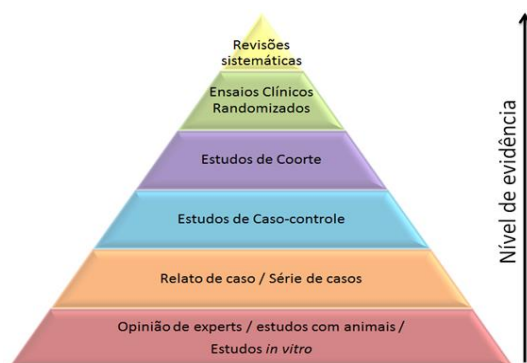 Revisões
sistemáticas
Ensaios Clínicos
Randomizados
Estudos de Coorte
Estudos de Caso-controle
Relato de caso / Série de casos
Opinião de experts / estudos com animais /
Estudos in vitro
Nível de evidência